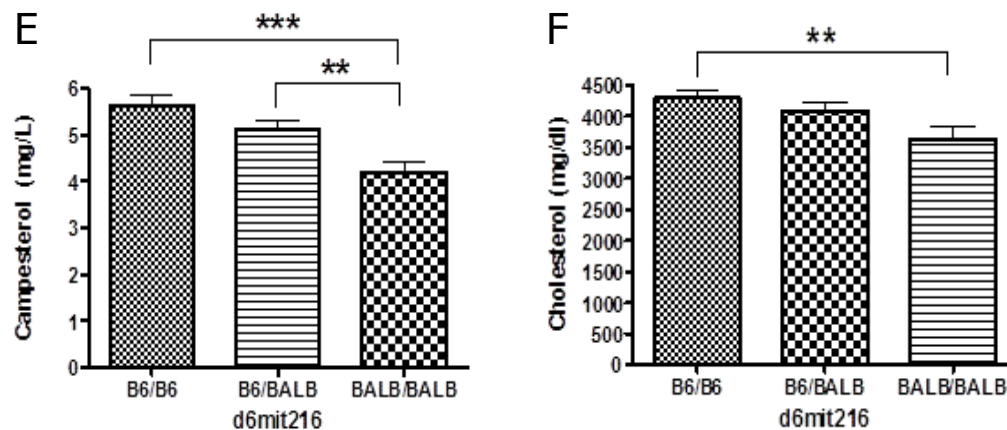 E
***
**
Campesterol (mg/L)
6
5
4
3
2
1
0
B6/B6 B6/BALB BALB/BALB
d6mit216
F
**
Cholesterol (mg/dl)
4500
4000
3500
3000
2500
2000
1500
1000
500
0
B6/B6 B6/BALB BALB/BALB
d6mit216